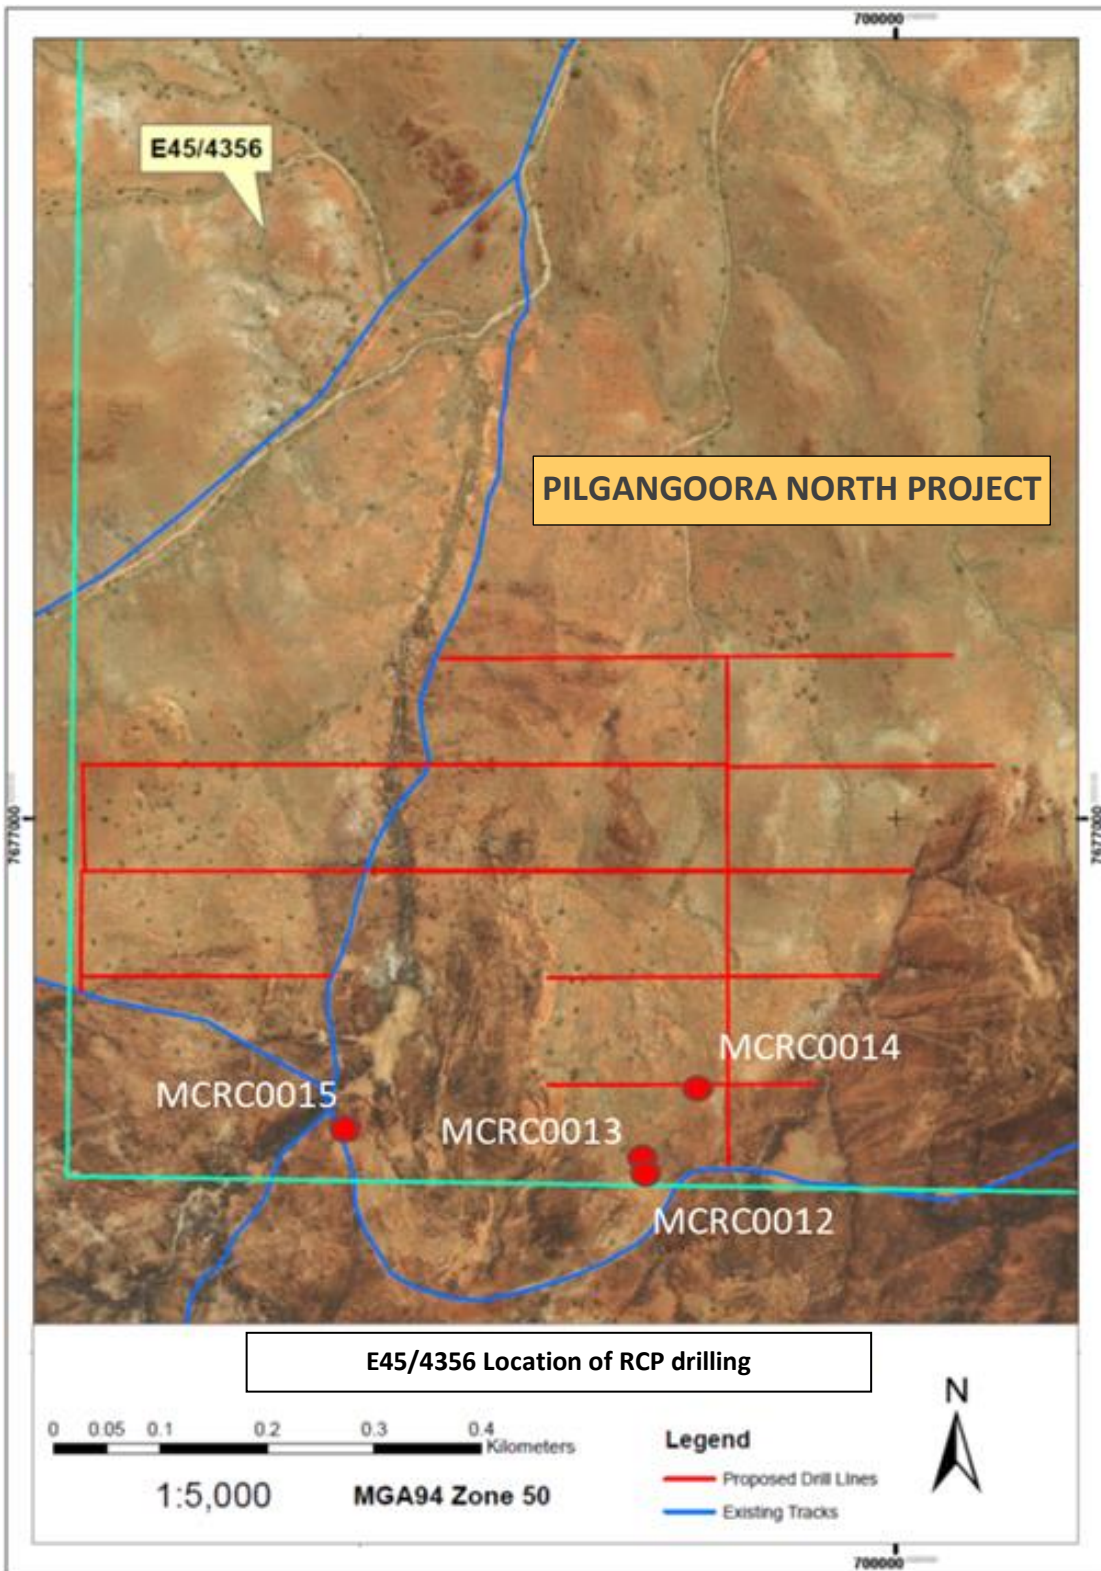 700000
E45/4356
PILGANGOORA NORTH PROJECT
7677000
7677000
MCRC0014
MCRC0015
MCRC0013
MCRC0012
E45/4356 Location of RCP drilling
N
0 0.05 0.1 0.2 0.3 0.4
Kilometers
Legend
Proposed Drill Lines
1:5,000 MGA94 Zone 50
Existing Tracks
700000